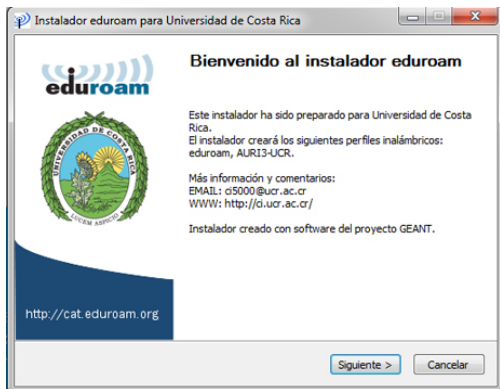 Instalador eduroam para Universidad de Costa Rica
eduroam
Bienvenido al instalador eduroam
Este instalador ha sido preparado para Universidad de Costa
Rica.
El instalador creará los siguientes perfiles inalámbricos:
eduroam, AURI3-UCR.
Más información y comentarios:
EMAIL: ci5000@ucr.ac.cr
WWW: http://ci.ucr.ac.cr/
Instalador creado con software del proyecto GEANT.
UNIVERSIDAD DE COSTA RICA
LUCEM ASPICIO
http://cat.eduroam.org
Siguiente >
Cancelar